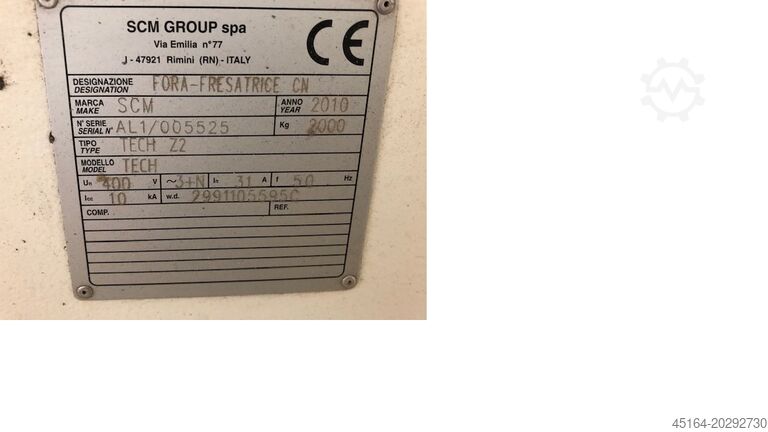 SCM GROUP spa
Via Emilia n°77
J - 47921 Rimini (RN) - ITALY
CE
DESIGNAZIONE DESIGNATION FORA-FRESATRICE CN
MARCA MAKE SCM ANNO YEAR 2010
N° SERIE SERIAL N° AL1/005525 Kg 2000
TIPO TYPE TECH Z2
MODELLO MODEL TECH
Un 400 V ~3+N In 31 A f 50 Hz
Icc 10 kA w.d. 2991105595C
COMP. REF.
45164-20292730